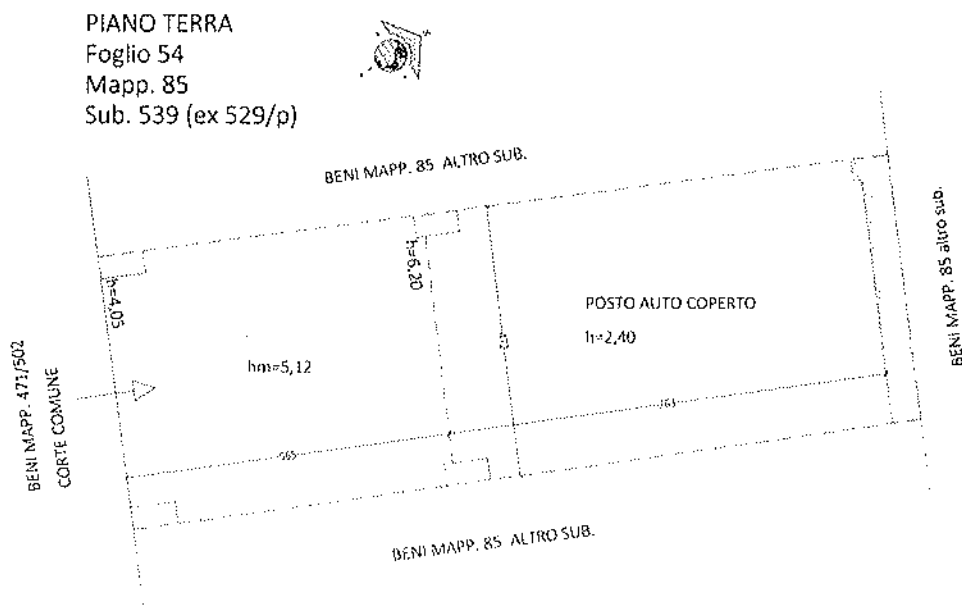 PIANO TERRA
Foglio 54
Mapp. 85
Sub. 539 (ex 529/p)
BENI MAPP. 85 ALTRO SUB.
h=4,05
h=6,20
hm=5,12
POSTO AUTO COPERTO
h=2,40
BENI MAPP. 85 altro sub.
BENI MAPP. 471/502
CORTE COMUNE
565
BENI MAPP. 85 ALTRO SUB.